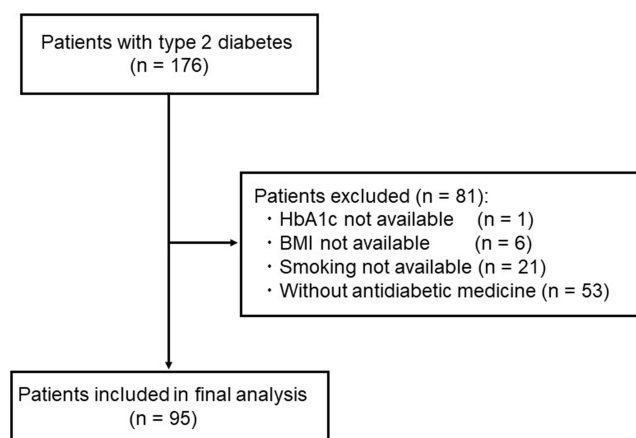 Patients with type 2 diabetes
(n = 176)
Patients excluded (n = 81):
・HbA1c not available (n = 1)
・BMI not available (n = 6)
・Smoking not available (n = 21)
・Without antidiabetic medicine (n = 53)
Patients included in final analysis
(n = 95)